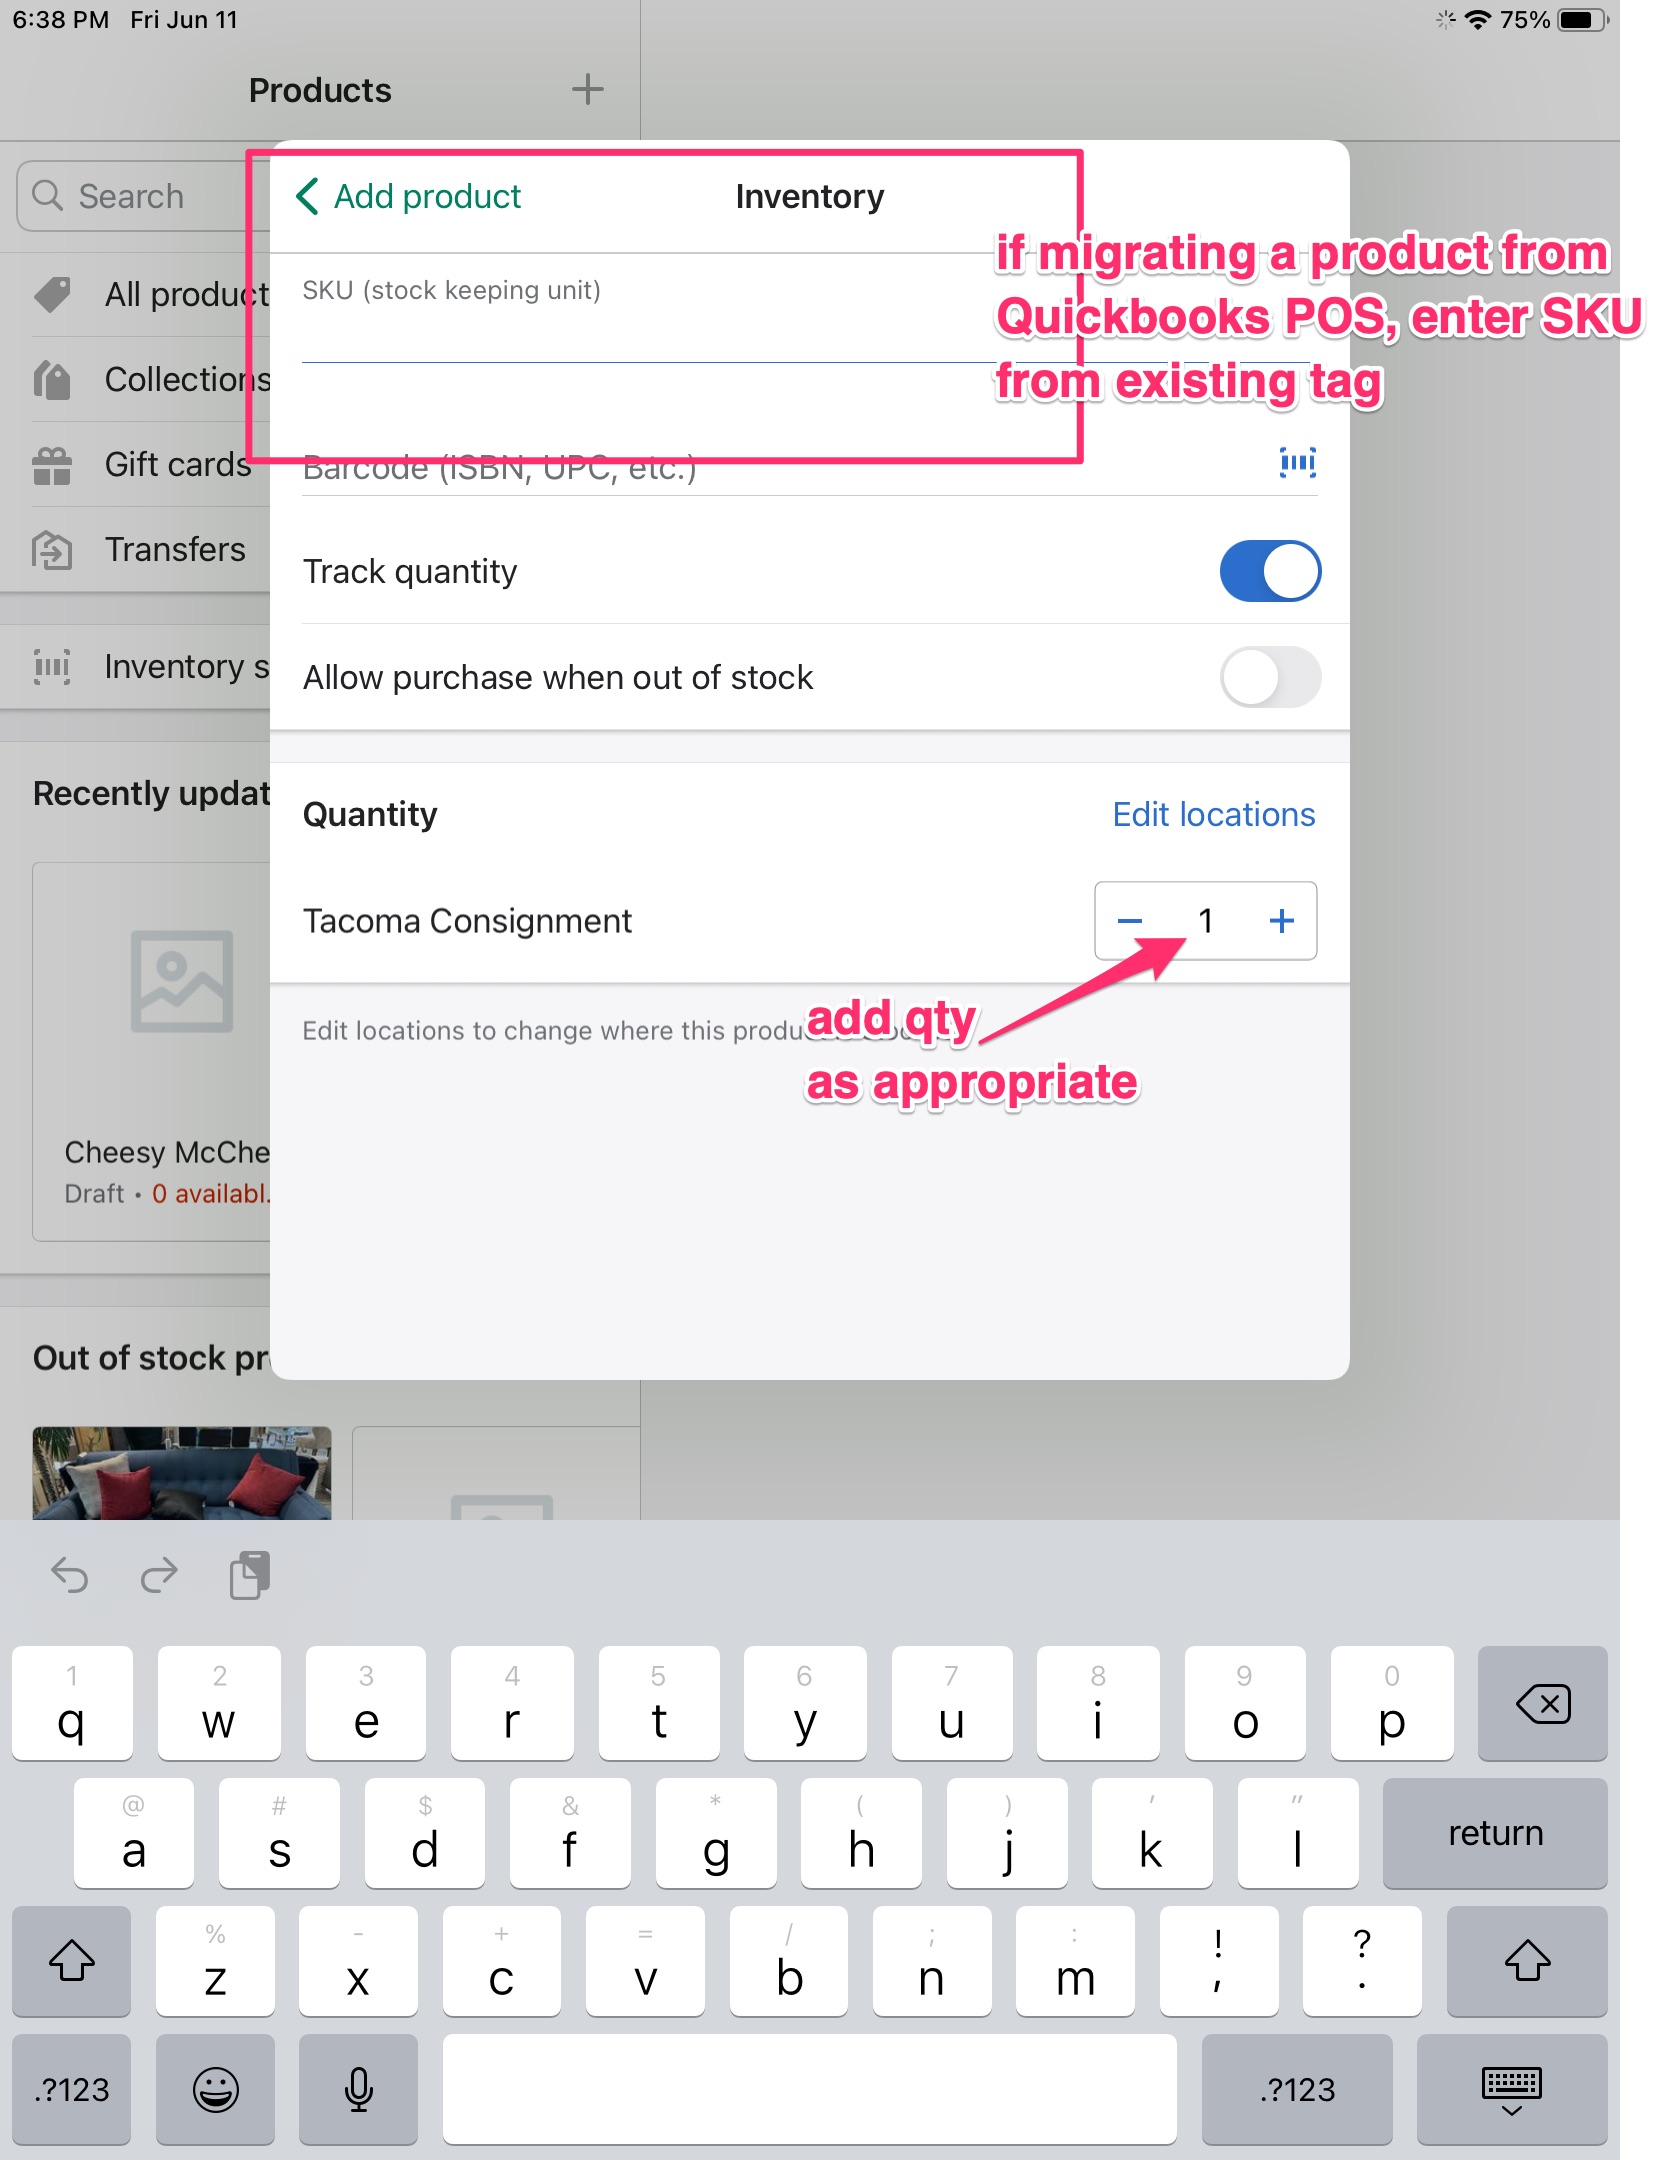 6:38 PM Fri Jun 11
75%
Products
Search
Add product
Inventory
if migrating a product from
Quickbooks POS, enter SKU
from existing tag
SKU (stock keeping unit)
All product
Collections
Gift cards
Barcode (ISBN, UPC, etc.)
Transfers
Track quantity
Inventory s
Allow purchase when out of stock
Recently updat
Quantity
Edit locations
Tacoma Consignment
1
Edit locations to change where this produ
add qty
as appropriate
Cheesy McChe
Draft • 0 availabl.
Out of stock pr
1 2 3 4 5 6 7 8 9 0
q w e r t y u i o p
@ # $ & * ( ) ' "
a s d f g h j k l return
% - + = / ; : ! ?
z x c v b n m , .
.?123 .?123